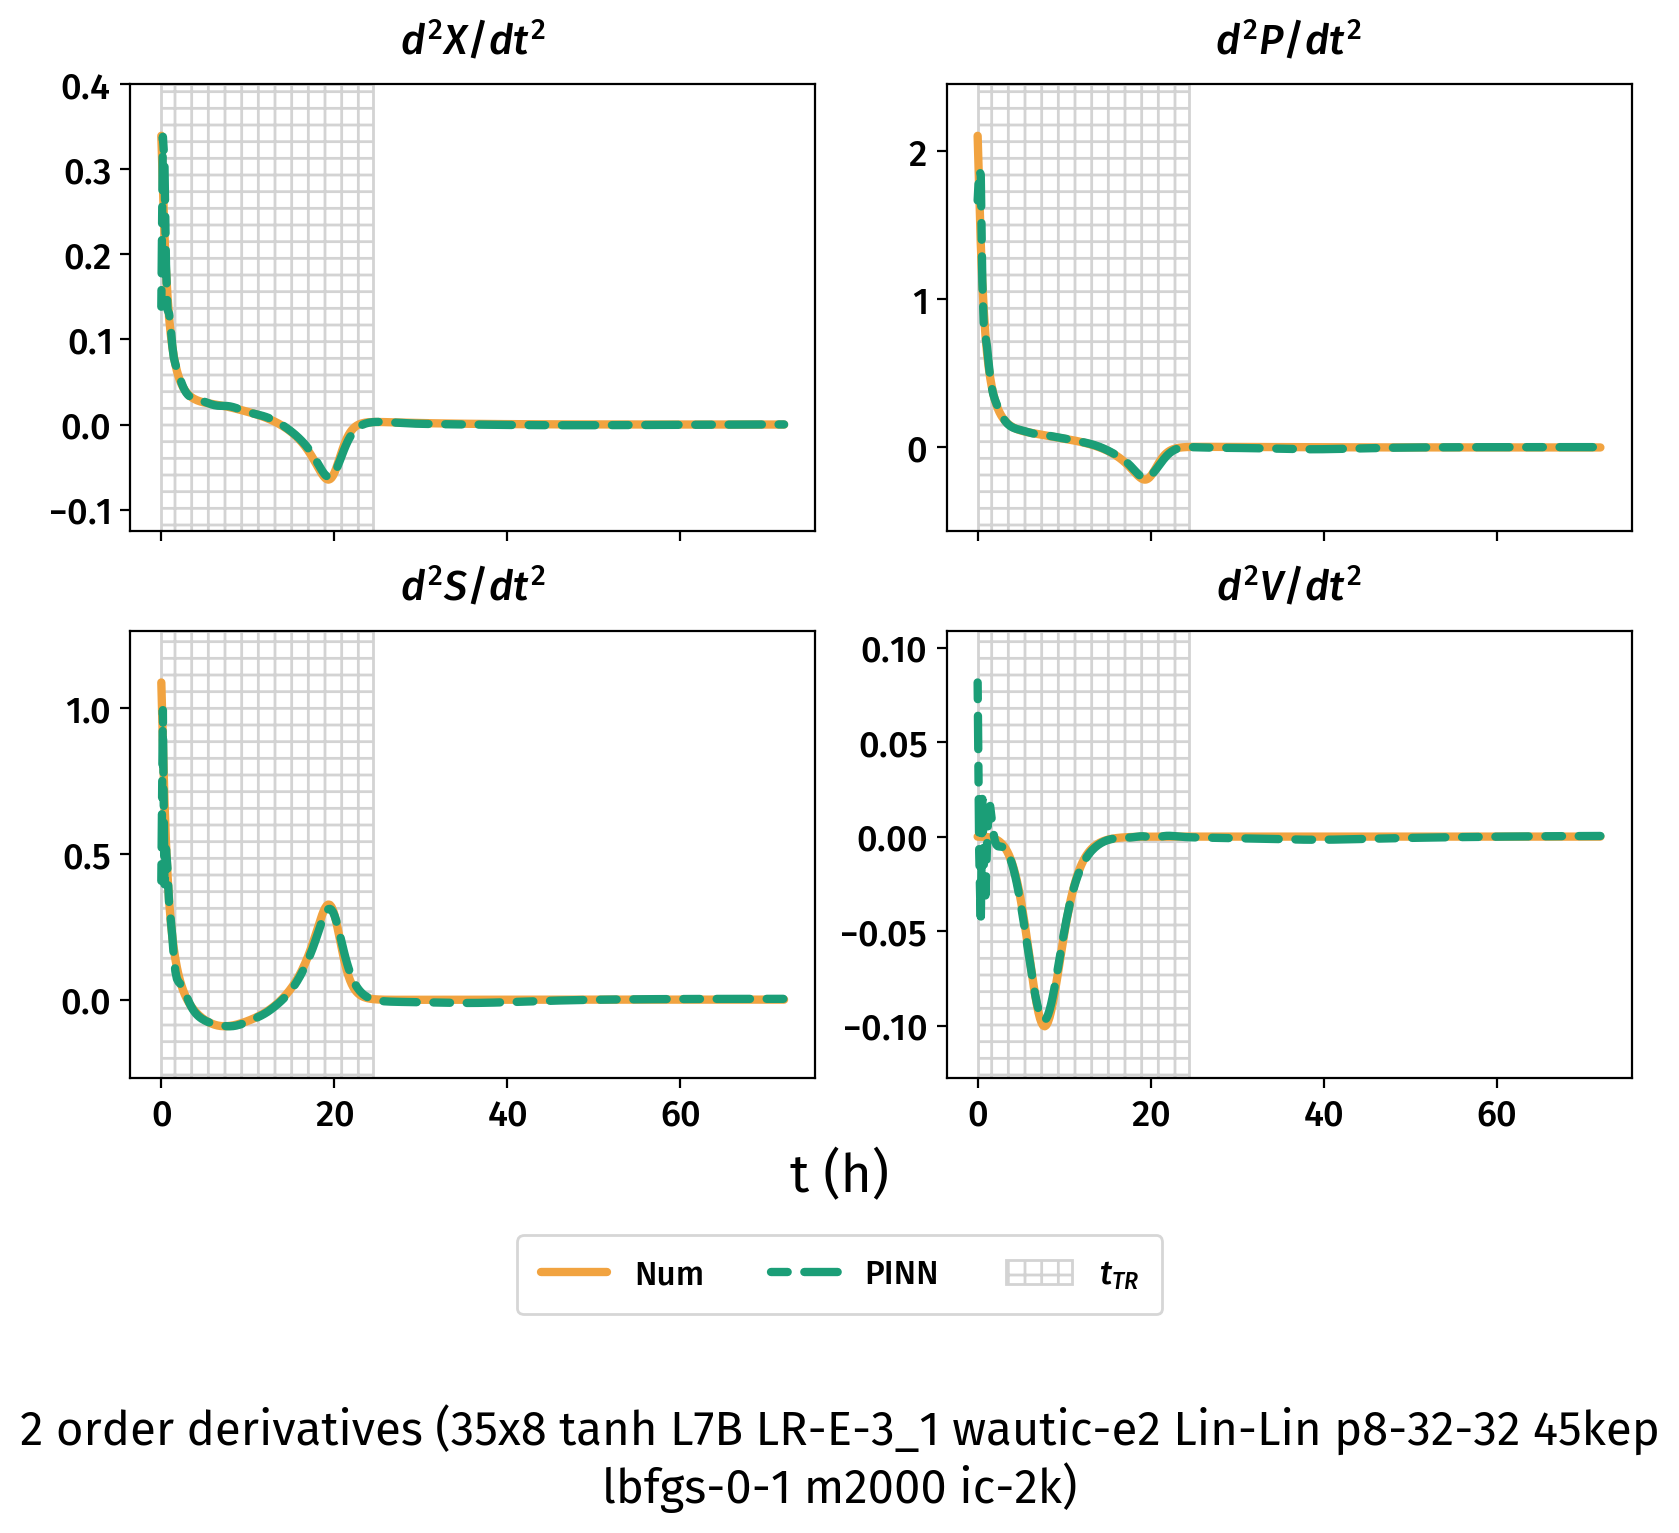 d²X/dt²
d²P/dt²
0.4
0.3
0.2
0.1
0.0
−0.1
2
1
0
d²S/dt²
d²V/dt²
1.0
0.5
0.0
0.10
0.05
0.00
−0.05
−0.10
0 20 40 60
0 20 40 60
t (h)
Num PINN t_TR
2 order derivatives (35x8 tanh L7B LR-E-3_1 wautic-e2 Lin-Lin p8-32-32 45kep
lbfgs-0-1 m2000 ic-2k)